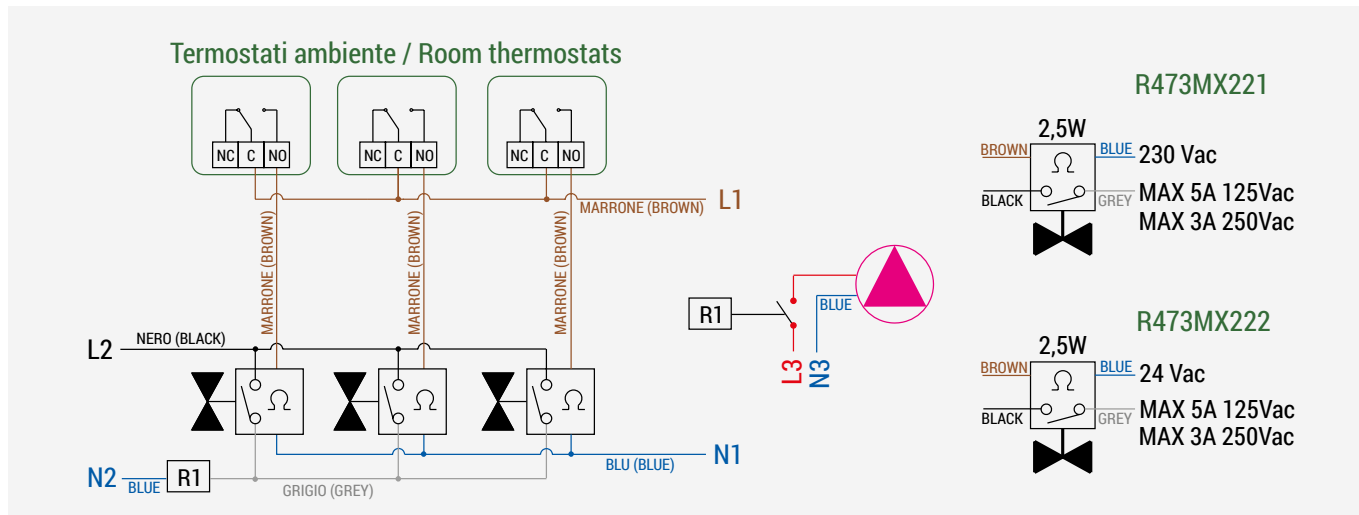 Termostati ambiente / Room thermostats
NC C NO
NC C NO
NC C NO
MARRONE (BROWN) L1
MARRONE (BROWN)
MARRONE (BROWN)
MARRONE (BROWN)
L2 NERO (BLACK)
Ω
Ω
Ω
BLU (BLUE) N1
N2 BLUE R1
GRIGIO (GREY)
R1
BLUE
L3
N3
R473MX221
2,5W
BROWN Ω BLUE 230 Vac
BLACK GREY MAX 5A 125Vac
MAX 3A 250Vac
R473MX222
2,5W
BROWN Ω BLUE 24 Vac
BLACK GREY MAX 5A 125Vac
MAX 3A 250Vac